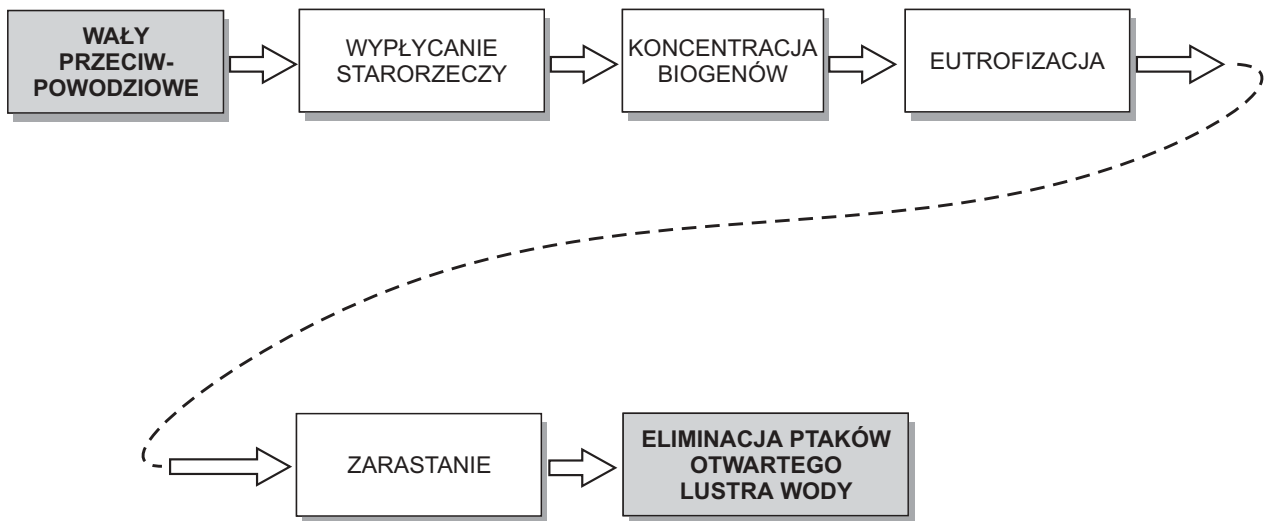 WAŁY
PRZECIW-
POWODZIOWE
WYPŁYCANIE
STARORZECZY
KONCENTRACJA
BIOGENÓW
EUTROFIZACJA
ZARASTANIE
ELIMINACJA PTAKÓW
OTWARTEGO
LUSTRA WODY